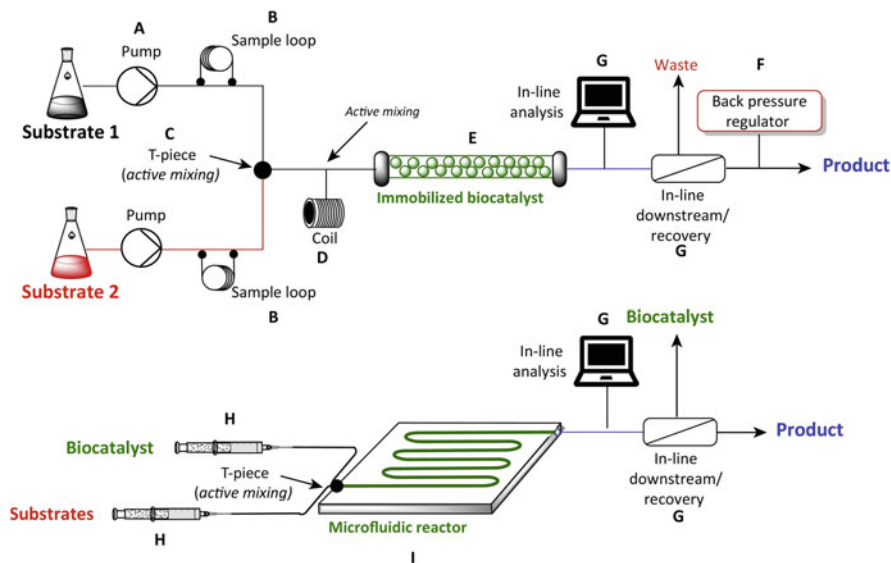 B
A
Sample loop
Pump
G
Waste
F
In-line
analysis
Back pressure
regulator
Active mixing
Substrate 1
C
E
T-piece
(active mixing)
Product
Immobilized biocatalyst
Pump
In-line
downstream/
recovery
G
Coil
D
Substrate 2
Sample loop
B
G
Biocatalyst
In-line
analysis
H
Biocatalyst
Product
T-piece
(active mixing)
In-line
downstream/
recovery
G
Substrates
H
Microfluidic reactor
I